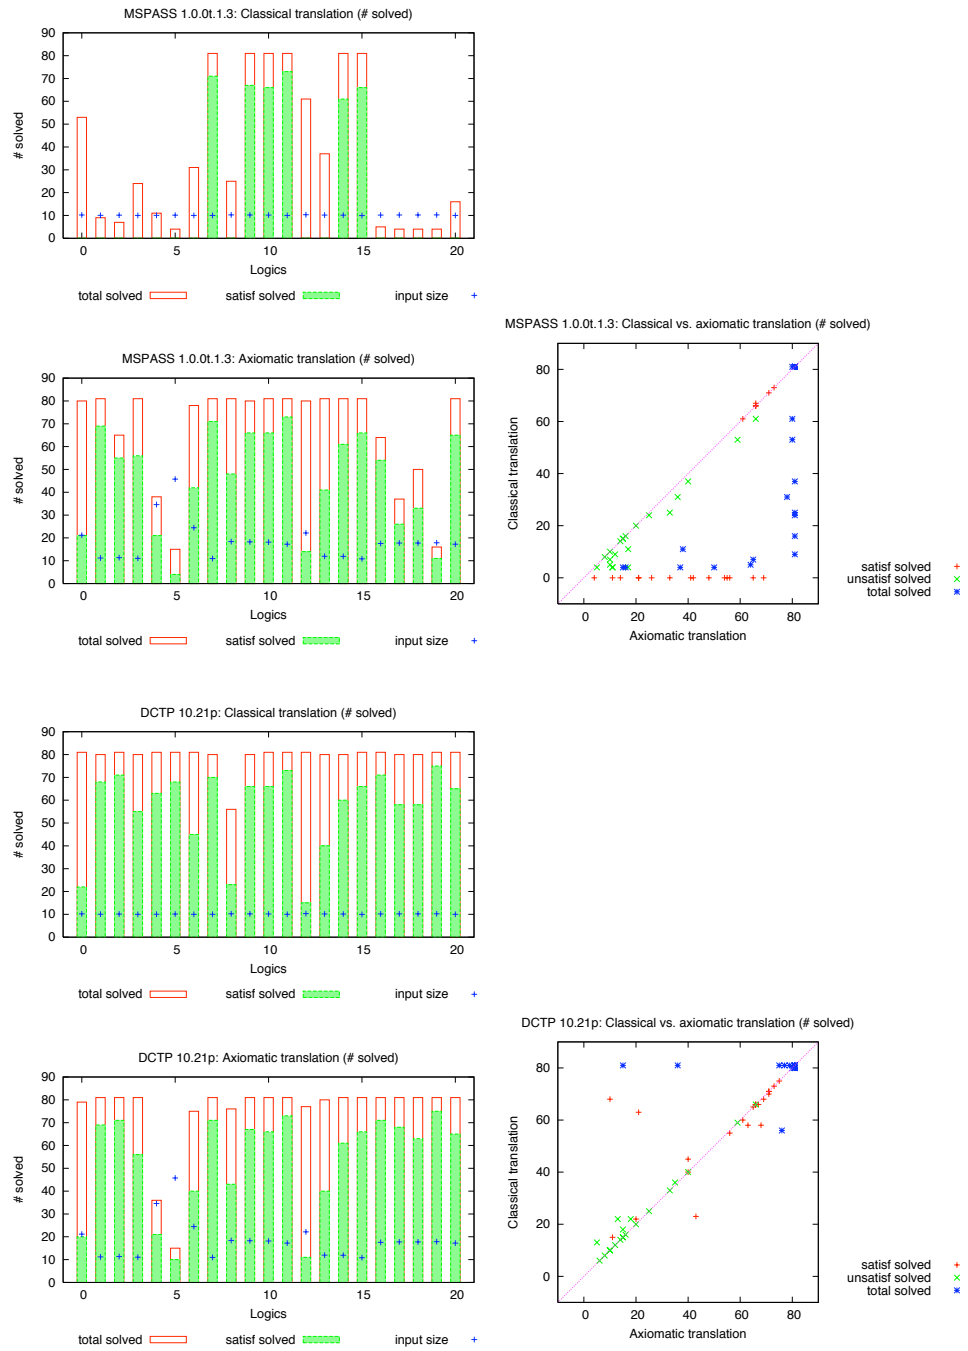 MSPASS 1.0.0t.1.3: Classical translation (# solved)
90
80
70
60
50
40
30
20
10
0
# solved
0 5 10 15 20
Logics
total solved satisf solved input size
MSPASS 1.0.0t.1.3: Axiomatic translation (# solved)
90
80
70
60
50
40
30
20
10
0
# solved
0 5 10 15 20
Logics
total solved satisf solved input size
MSPASS 1.0.0t.1.3: Classical vs. axiomatic translation (# solved)
80
60
40
20
0
Classical translation
0 20 40 60 80
Axiomatic translation
satisf solved
unsatisf solved
total solved
DCTP 10.21p: Classical translation (# solved)
90
80
70
60
50
40
30
20
10
0
# solved
0 5 10 15 20
Logics
total solved satisf solved input size
DCTP 10.21p: Axiomatic translation (# solved)
90
80
70
60
50
40
30
20
10
0
# solved
0 5 10 15 20
Logics
total solved satisf solved input size
DCTP 10.21p: Classical vs. axiomatic translation (# solved)
80
60
40
20
0
Classical translation
0 20 40 60 80
Axiomatic translation
satisf solved
unsatisf solved
total solved